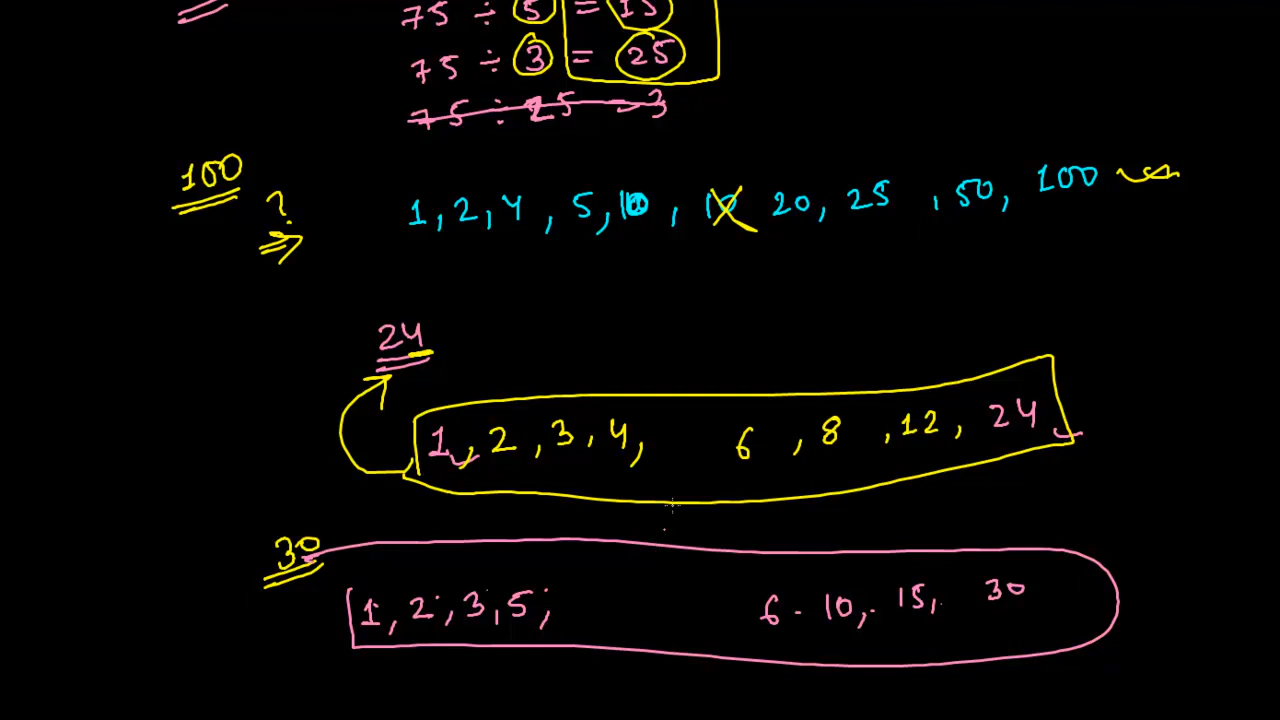 75 ÷ 5 = 15
75 ÷ 3 = 25
75 ÷ 25 = 3
100
? 1, 2, 4, 5, 10, 10 20, 25, 50, 100
24
1, 2, 3, 4, 6, 8, 12, 24
30
1, 2, 3, 5, 6 10, 15, 30